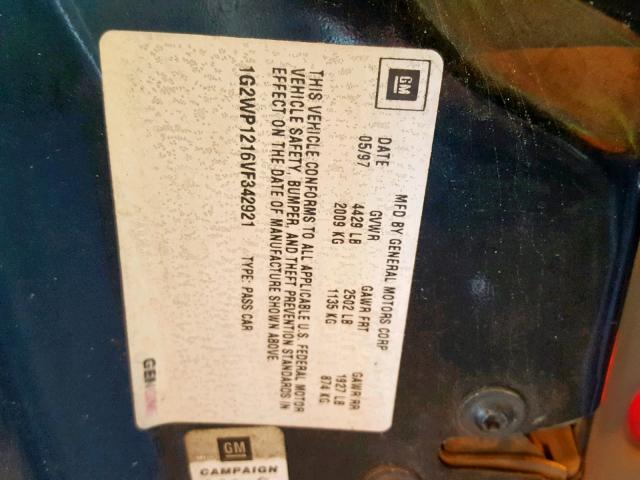 GM
MFD BY GENERAL MOTORS CORP
DATE GVWR GAWR FRT GAWR RR
05/97 4429 LB 2502 LB 1927 LB
2009 KG 1135 KG 874 KG
THIS VEHICLE CONFORMS TO ALL APPLICABLE U.S. FEDERAL MOTOR
VEHICLE SAFETY, BUMPER, AND THEFT PREVENTION STANDARDS IN
EFFECT ON THE DATE OF MANUFACTURE SHOWN ABOVE.
1G2WP1216VF342921 TYPE: PASS CAR
GM
CAMPAIGN